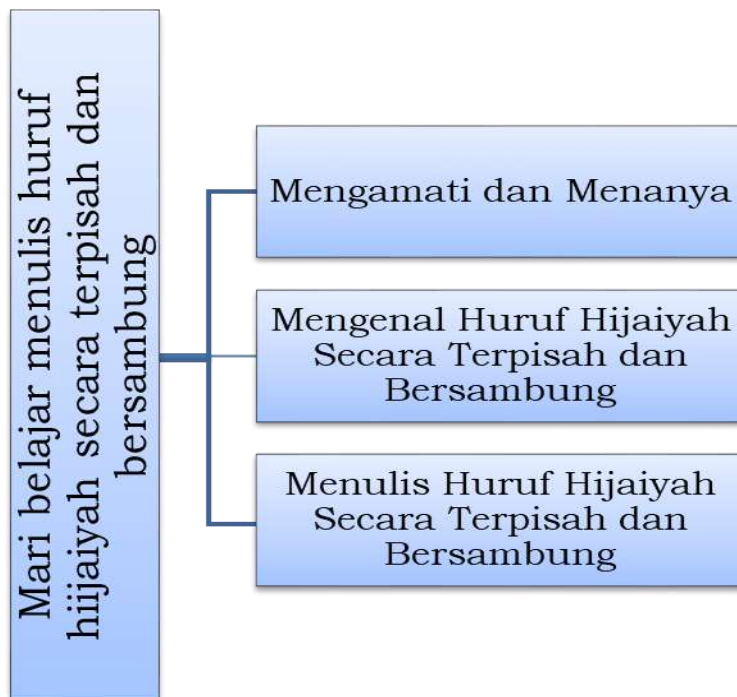 Mari belajar menulis huruf
hiijaiyah secara terpisah dan
bersambung
Mengamati dan Menanya
Mengenal Huruf Hijaiyah
Secara Terpisah dan
Bersambung
Menulis Huruf Hijaiyah
Secara Terpisah dan
Bersambung